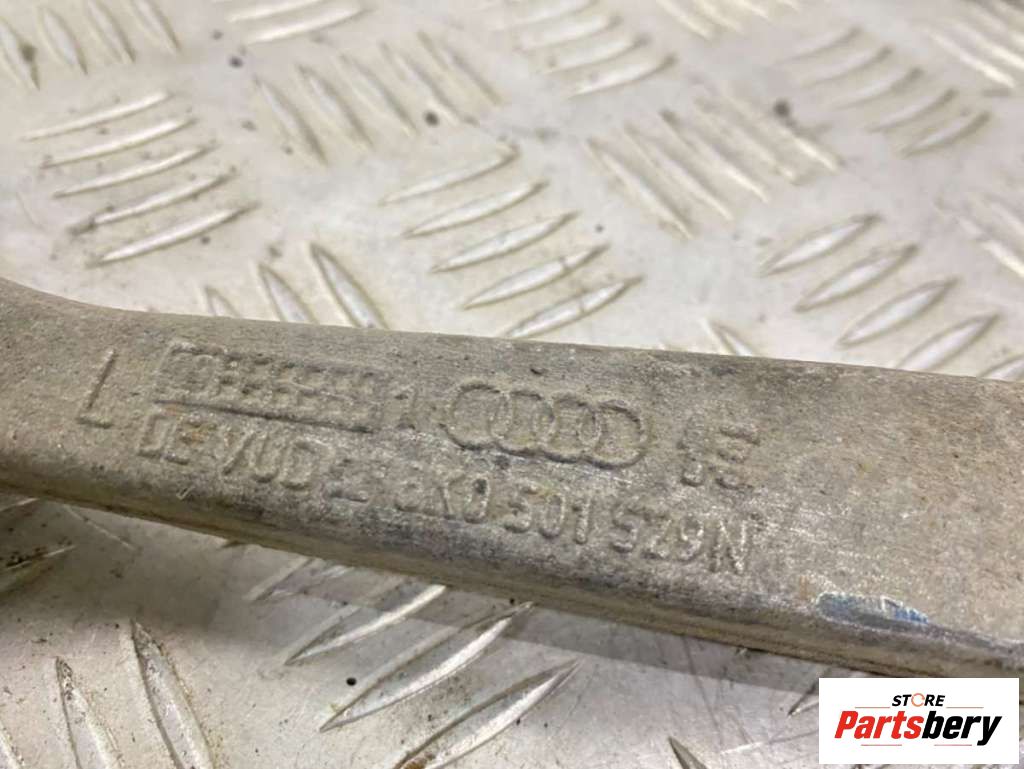 L
DE-VUD-8K0 501 529N
STORE
Partsbery